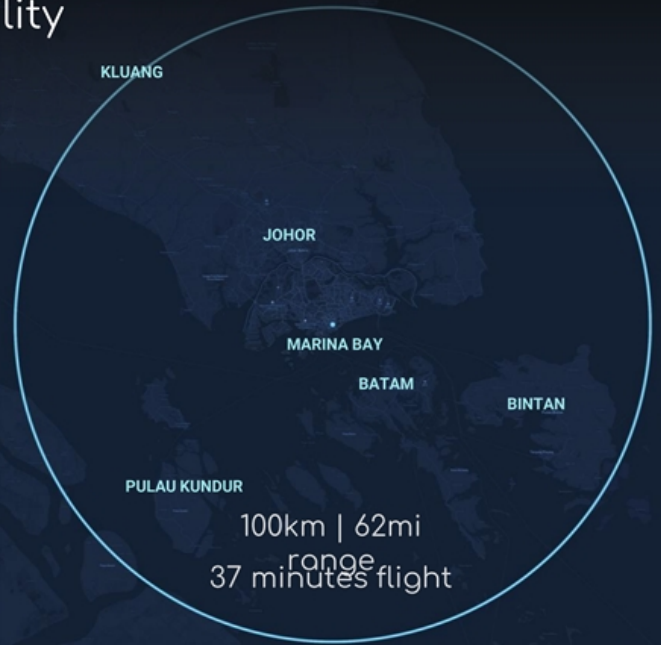 lity
KLUANG
JOHOR
MARINA BAY
BATAM
BINTAN
PULAU KUNDUR
100km | 62mi
range
37 minutes flight